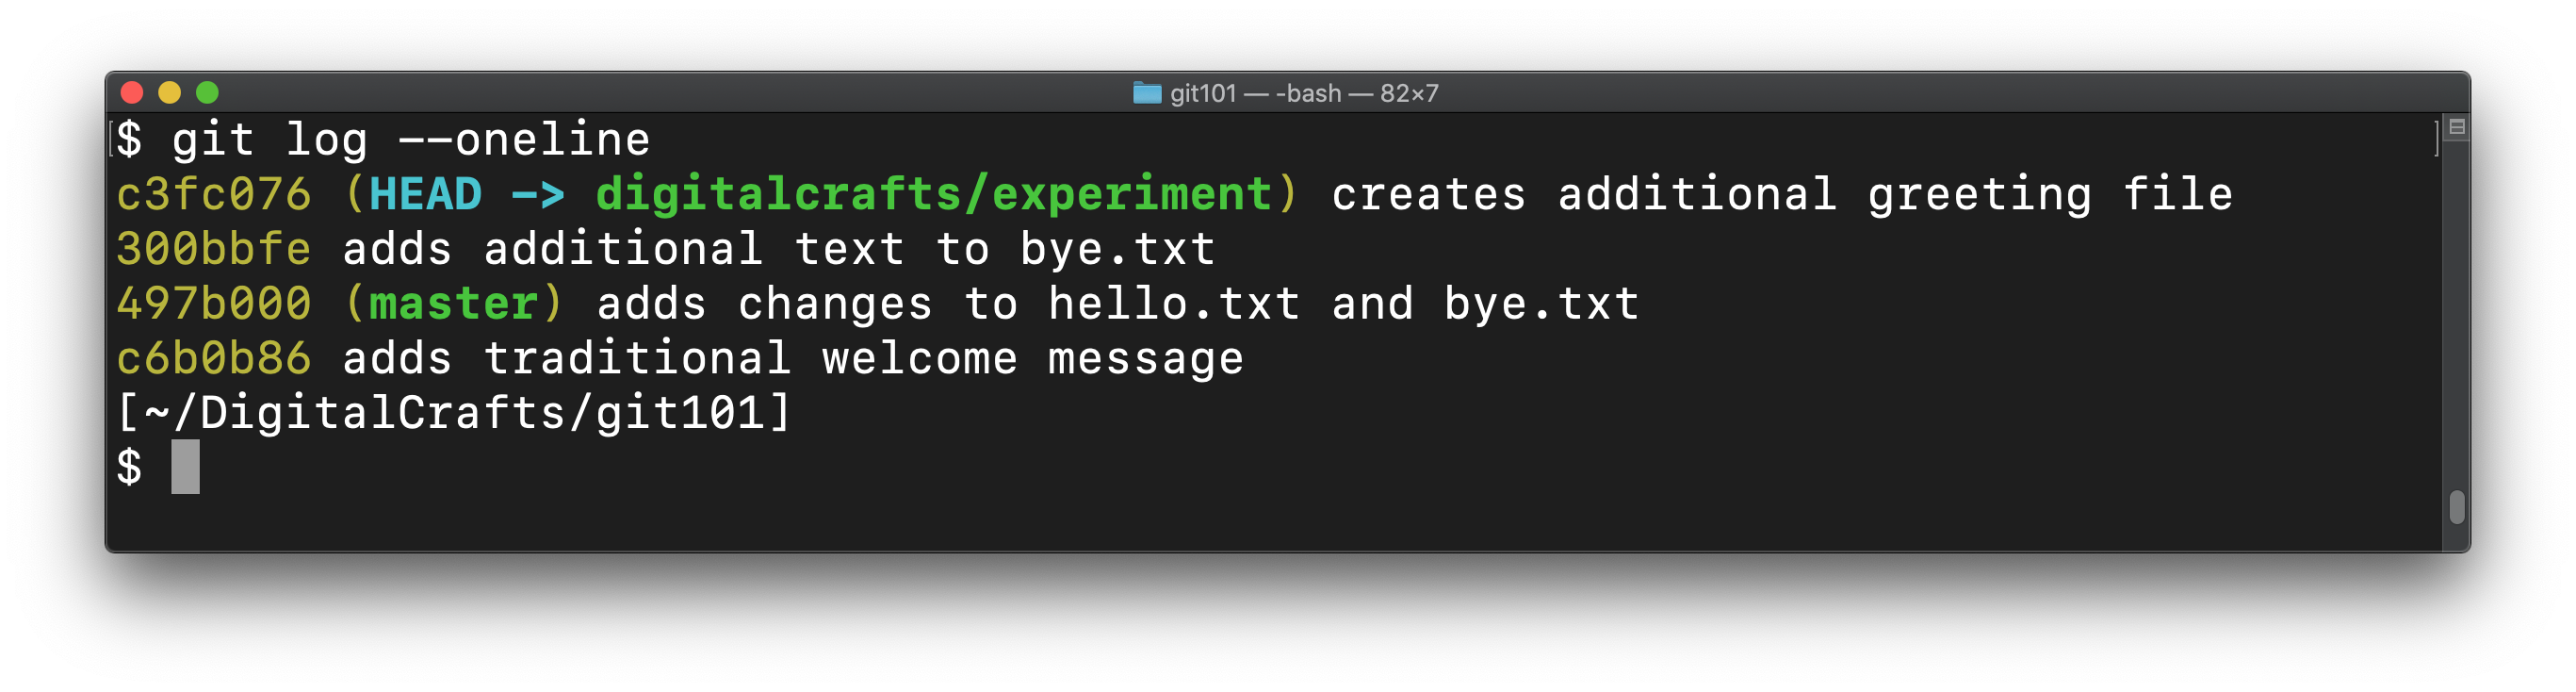 git101 — -bash — 82×7
[$ git log --oneline ]
c3fc076 (HEAD -> digitalcrafts/experiment) creates additional greeting file
300bbfe adds additional text to bye.txt
497b000 (master) adds changes to hello.txt and bye.txt
c6b0b86 adds traditional welcome message
[~/DigitalCrafts/git101]
$